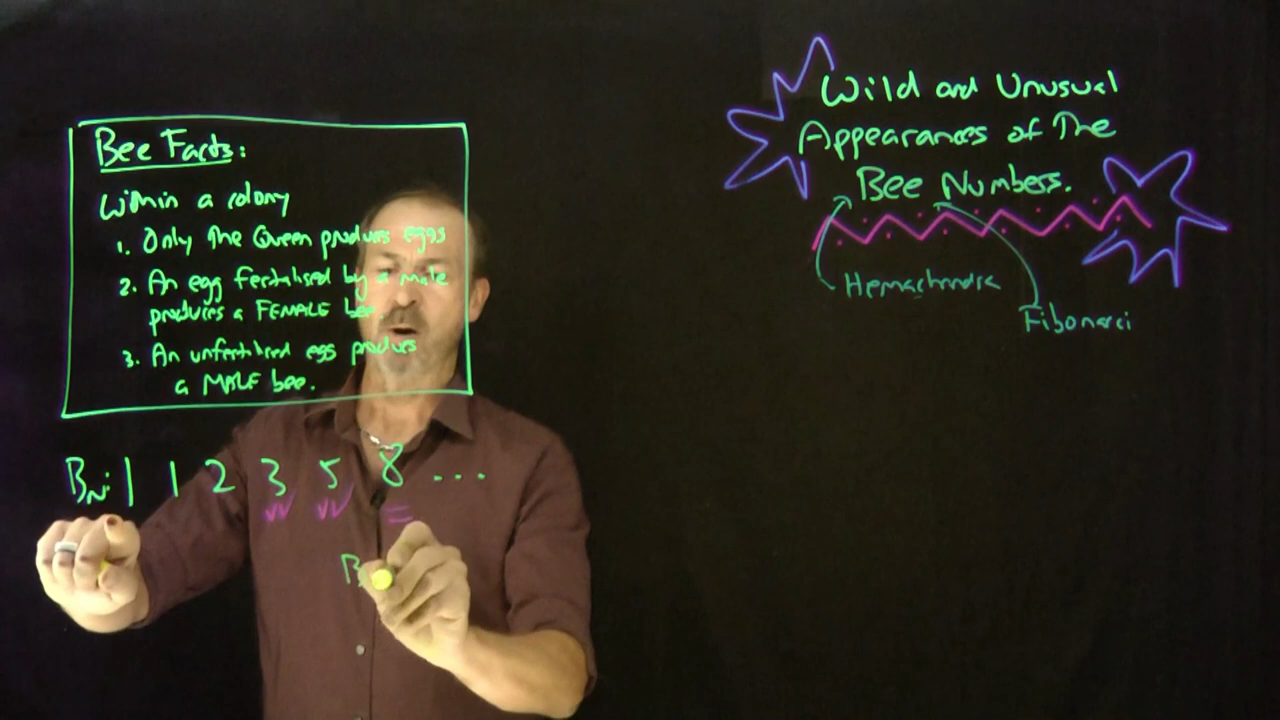 Bee Facts:
Within a colony
1. Only The Queen produces eggs
2. An egg fertilised by a male
produces a FEMALE bee.
3. An unfertilised egg produces
a MALE bee.
BN: 1 1 2 3 5 8 ...
B
Wild and Unusual
Appearances of The
Bee Numbers.
Hemachandra
Fibonacci